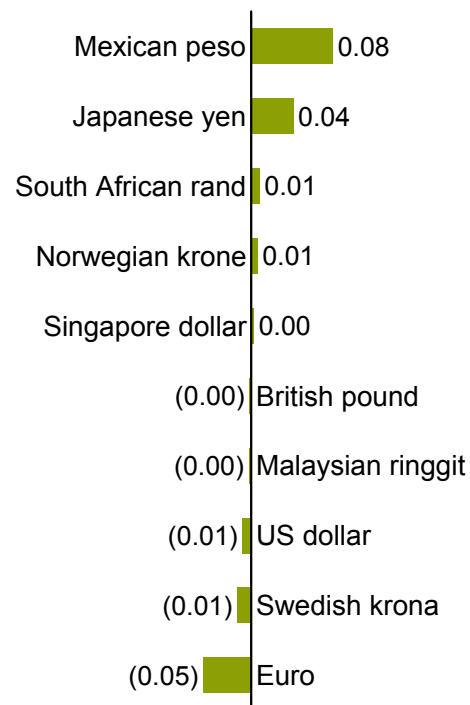 Mexican peso 0.08
Japanese yen 0.04
South African rand 0.01
Norwegian krone 0.01
Singapore dollar 0.00
(0.00) British pound
(0.00) Malaysian ringgit
(0.01) US dollar
(0.01) Swedish krona
(0.05) Euro